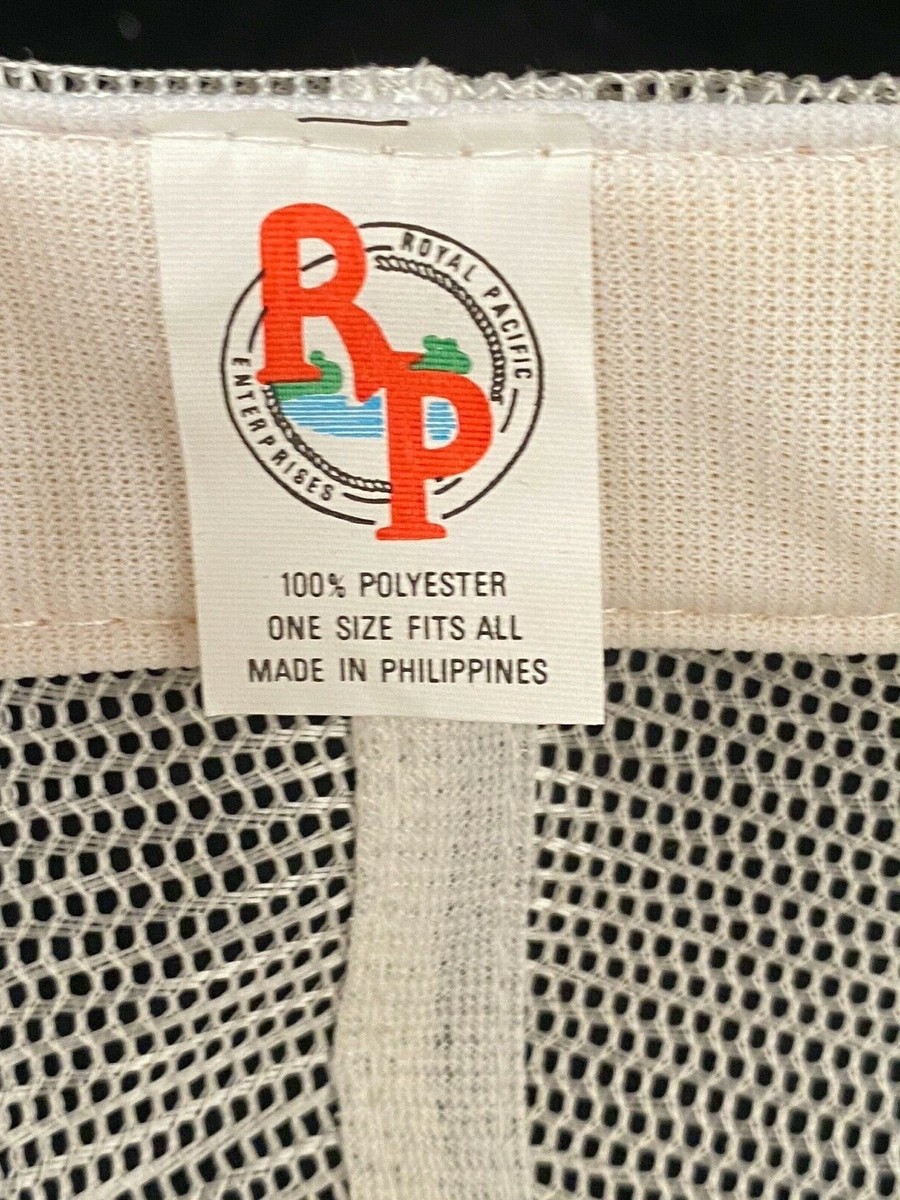 RP
ROYAL PACIFIC
ENTERPRISES
100% POLYESTER
ONE SIZE FITS ALL
MADE IN PHILIPPINES